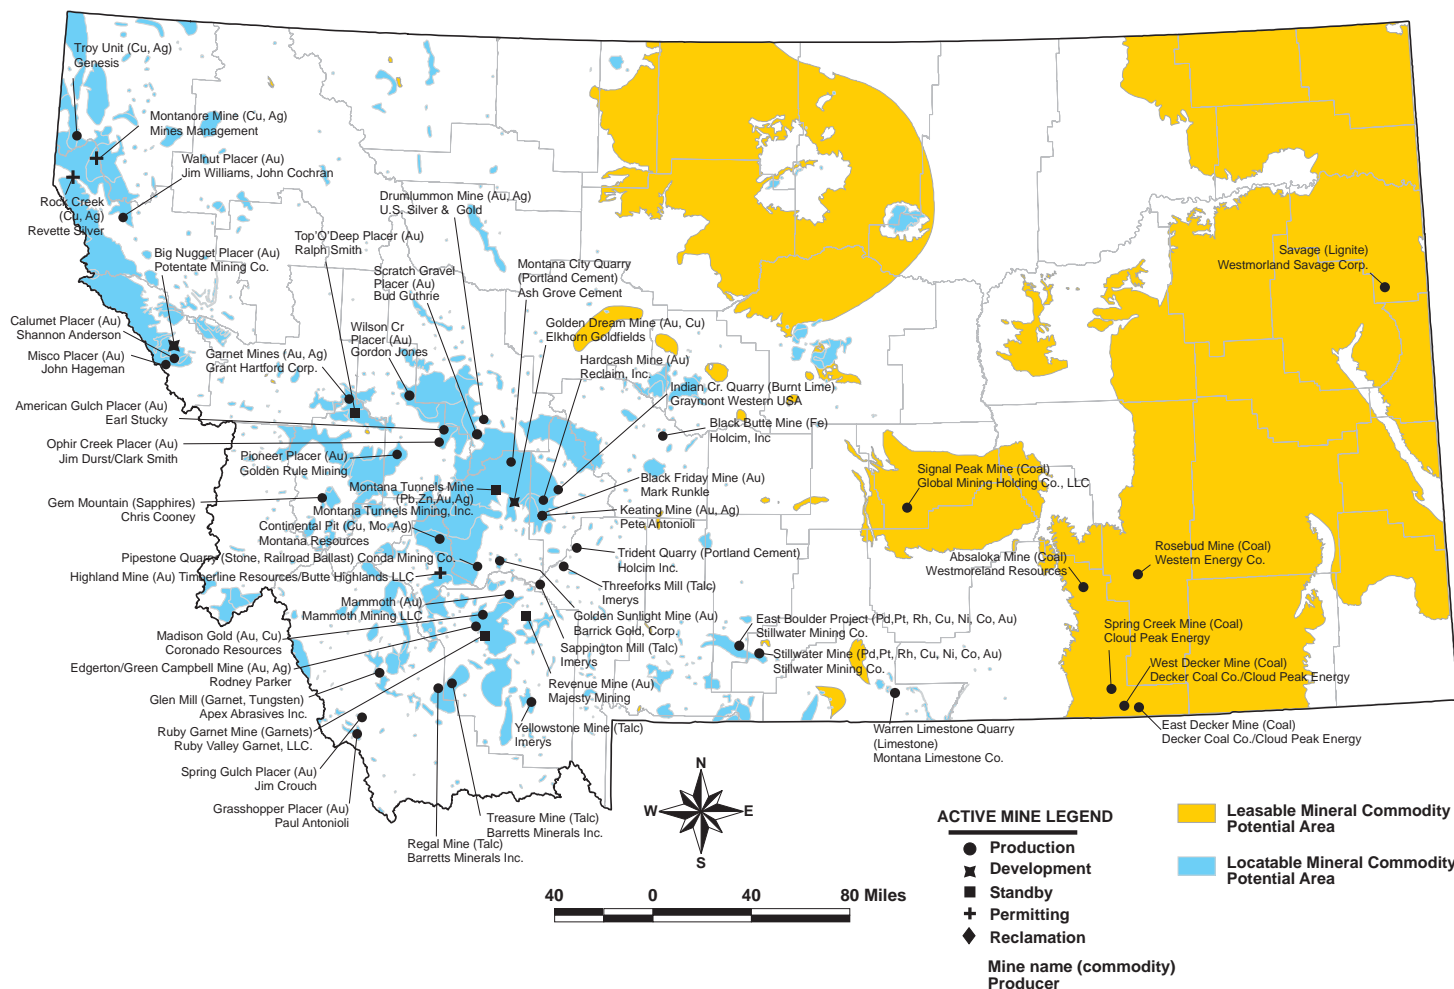 Troy Unit (Cu, Ag)
Genesis
Montanore Mine (Cu, Ag)
Mines Management
Walnut Placer (Au)
Jim Williams, John Cochran
Rock Creek
(Cu, Ag)
Revette Silver
Drumlummon Mine (Au, Ag)
U.S. Silver & Gold
Top'O'Deep Placer (Au)
Ralph Smith
Big Nugget Placer (Au)
Potentate Mining Co.
Scratch Gravel
Placer (Au)
Bud Guthrie
Montana City Quarry
(Portland Cement)
Ash Grove Cement
Savage (Lignite)
Westmorland Savage Corp.
Calumet Placer (Au)
Shannon Anderson
Wilson Cr
Placer (Au)
Gordon Jones
Golden Dream Mine (Au, Cu)
Elkhorn Goldfields
Misco Placer (Au)
John Hageman
Garnet Mines (Au, Ag)
Grant Hartford Corp.
Hardcash Mine (Au)
Reclaim, Inc.
Indian Cr. Quarry (Burnt Lime)
Graymont Western USA
American Gulch Placer (Au)
Earl Stucky
Black Butte Mine (Fe)
Holcim, Inc
Ophir Creek Placer (Au)
Jim Durst/Clark Smith
Pioneer Placer (Au)
Golden Rule Mining
Signal Peak Mine (Coal)
Global Mining Holding Co., LLC
Black Friday Mine (Au)
Mark Runkle
Montana Tunnels Mine
(Pb,Zn,Au,Ag)
Montana Tunnels Mining, Inc.
Gem Mountain (Sapphires)
Chris Cooney
Keating Mine (Au, Ag)
Pete Antonioli
Continental Pit (Cu, Mo, Ag)
Montana Resources
Trident Quarry (Portland Cement)
Holcim Inc.
Rosebud Mine (Coal)
Western Energy Co.
Absaloka Mine (Coal)
Westmoreland Resources
Pipestone Quarry (Stone, Railroad Ballast) Conda Mining Co.
Highland Mine (Au) Timberline Resources/Butte Highlands LLC
Threeforks Mill (Talc)
Imerys
Mammoth (Au)
Mammoth Mining LLC
Golden Sunlight Mine (Au)
Barrick Gold, Corp.
East Boulder Project (Pd,Pt, Rh, Cu, Ni, Co, Au)
Stillwater Mining Co.
Spring Creek Mine (Coal)
Cloud Peak Energy
Madison Gold (Au, Cu)
Coronado Resources
Sappington Mill (Talc)
Imerys
Stillwater Mine (Pd,Pt, Rh, Cu, Ni, Co, Au)
Stillwater Mining Co.
West Decker Mine (Coal)
Decker Coal Co./Cloud Peak Energy
Edgerton/Green Campbell Mine (Au, Ag)
Rodney Parker
Revenue Mine (Au)
Majesty Mining
Glen Mill (Garnet, Tungsten)
Apex Abrasives Inc.
Ruby Garnet Mine (Garnets)
Ruby Valley Garnet, LLC.
Yellowstone Mine (Talc)
Imerys
Warren Limestone Quarry
(Limestone)
Montana Limestone Co.
East Decker Mine (Coal)
Decker Coal Co./Cloud Peak Energy
Spring Gulch Placer (Au)
Jim Crouch
Grasshopper Placer (Au)
Paul Antonioli
Treasure Mine (Talc)
Barretts Minerals Inc.
Regal Mine (Talc)
Barretts Minerals Inc.
N
W
E
S
40 0 40 80 Miles
ACTIVE MINE LEGEND
Production
Development
Standby
Permitting
Reclamation
Mine name (commodity)
Producer
Leasable Mineral Commodity
Potential Area
Locatable Mineral Commodity
Potential Area